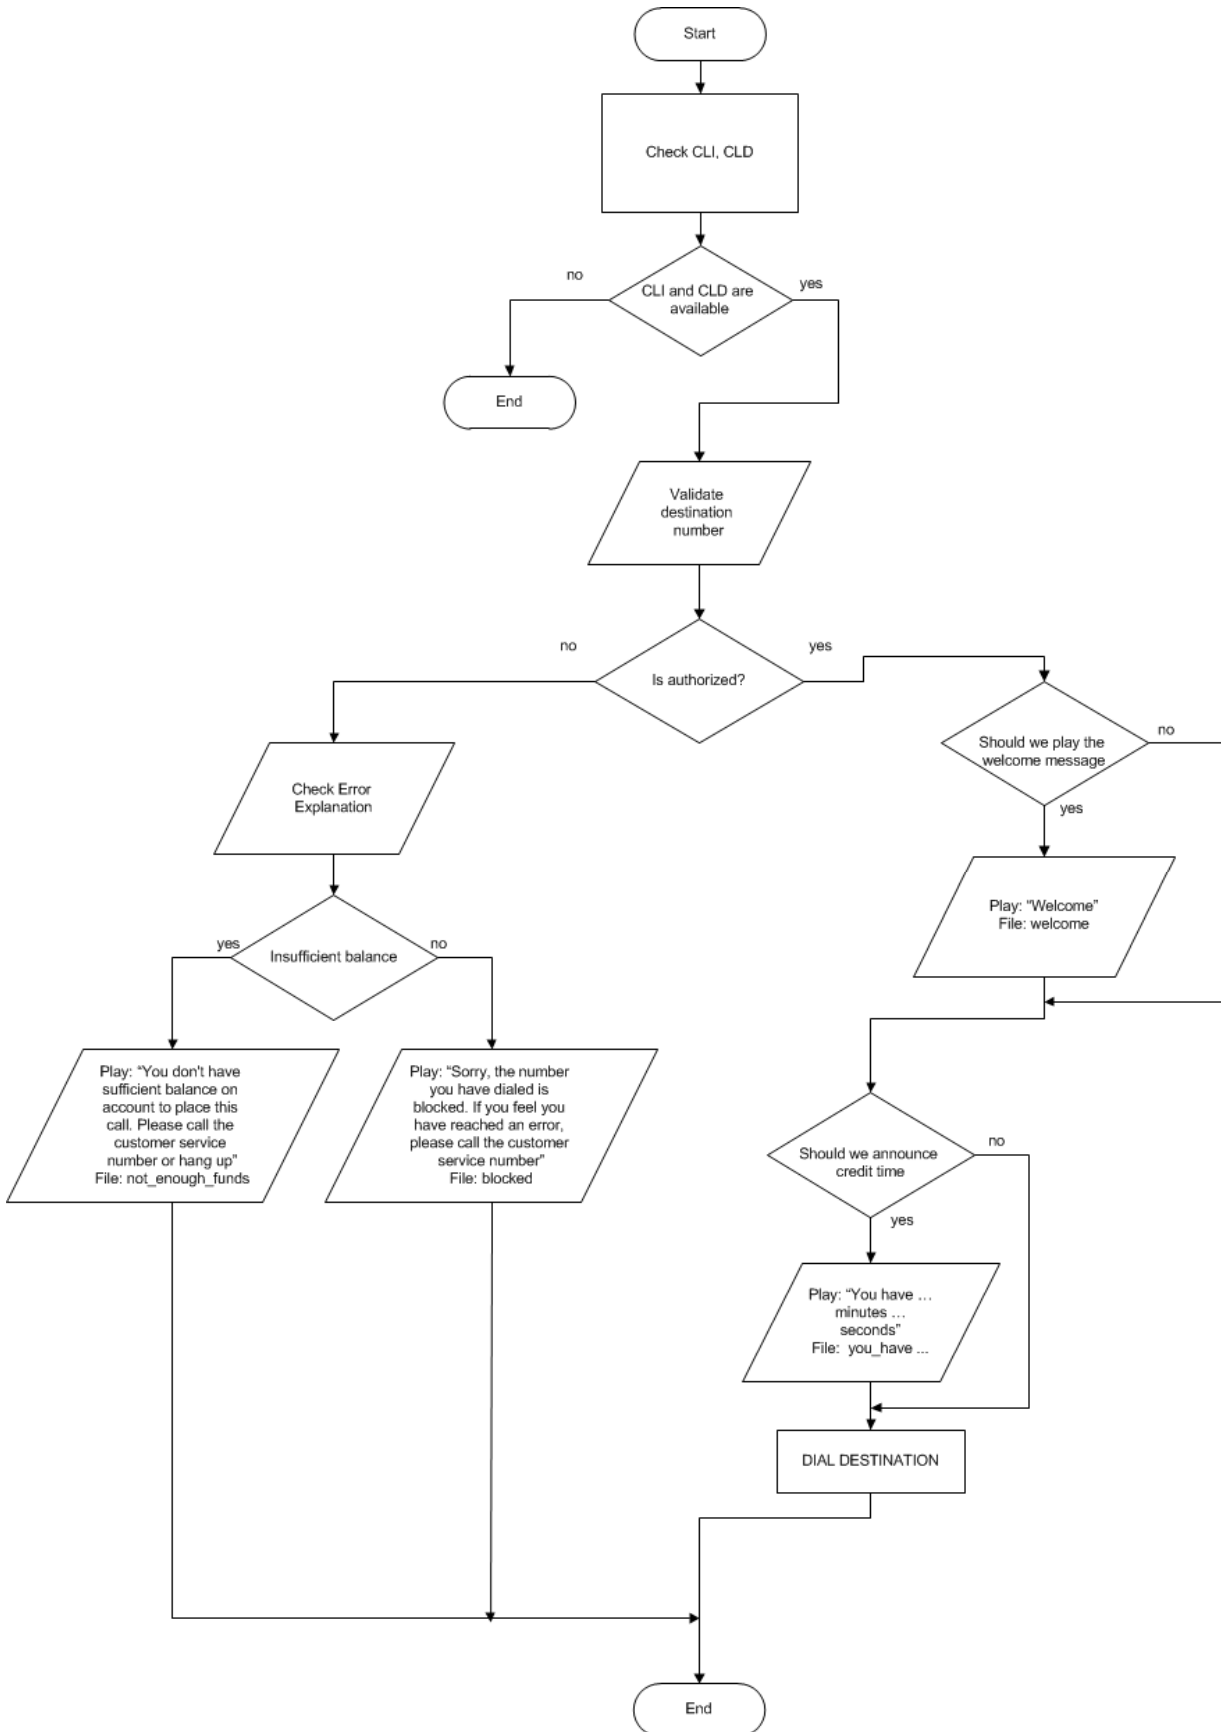 Start
Check CLI, CLD
no
yes
CLI and CLD are
available
End
Validate
destination
number
no
yes
Is authorized?
Should we play the
welcome message
no
yes
Check Error
Explanation
Play: “Welcome”
File: welcome
yes
no
Insufficient balance
Play: “You don't have
sufficient balance on
account to place this
call. Please call the
customer service
number or hang up”
File: not_enough_funds
Play: “Sorry, the number
you have dialed is
blocked. If you feel you
have reached an error,
please call the customer
service number”
File: blocked
Should we announce
credit time
no
yes
Play: “You have …
minutes …
seconds”
File: you_have ...
DIAL DESTINATION
End